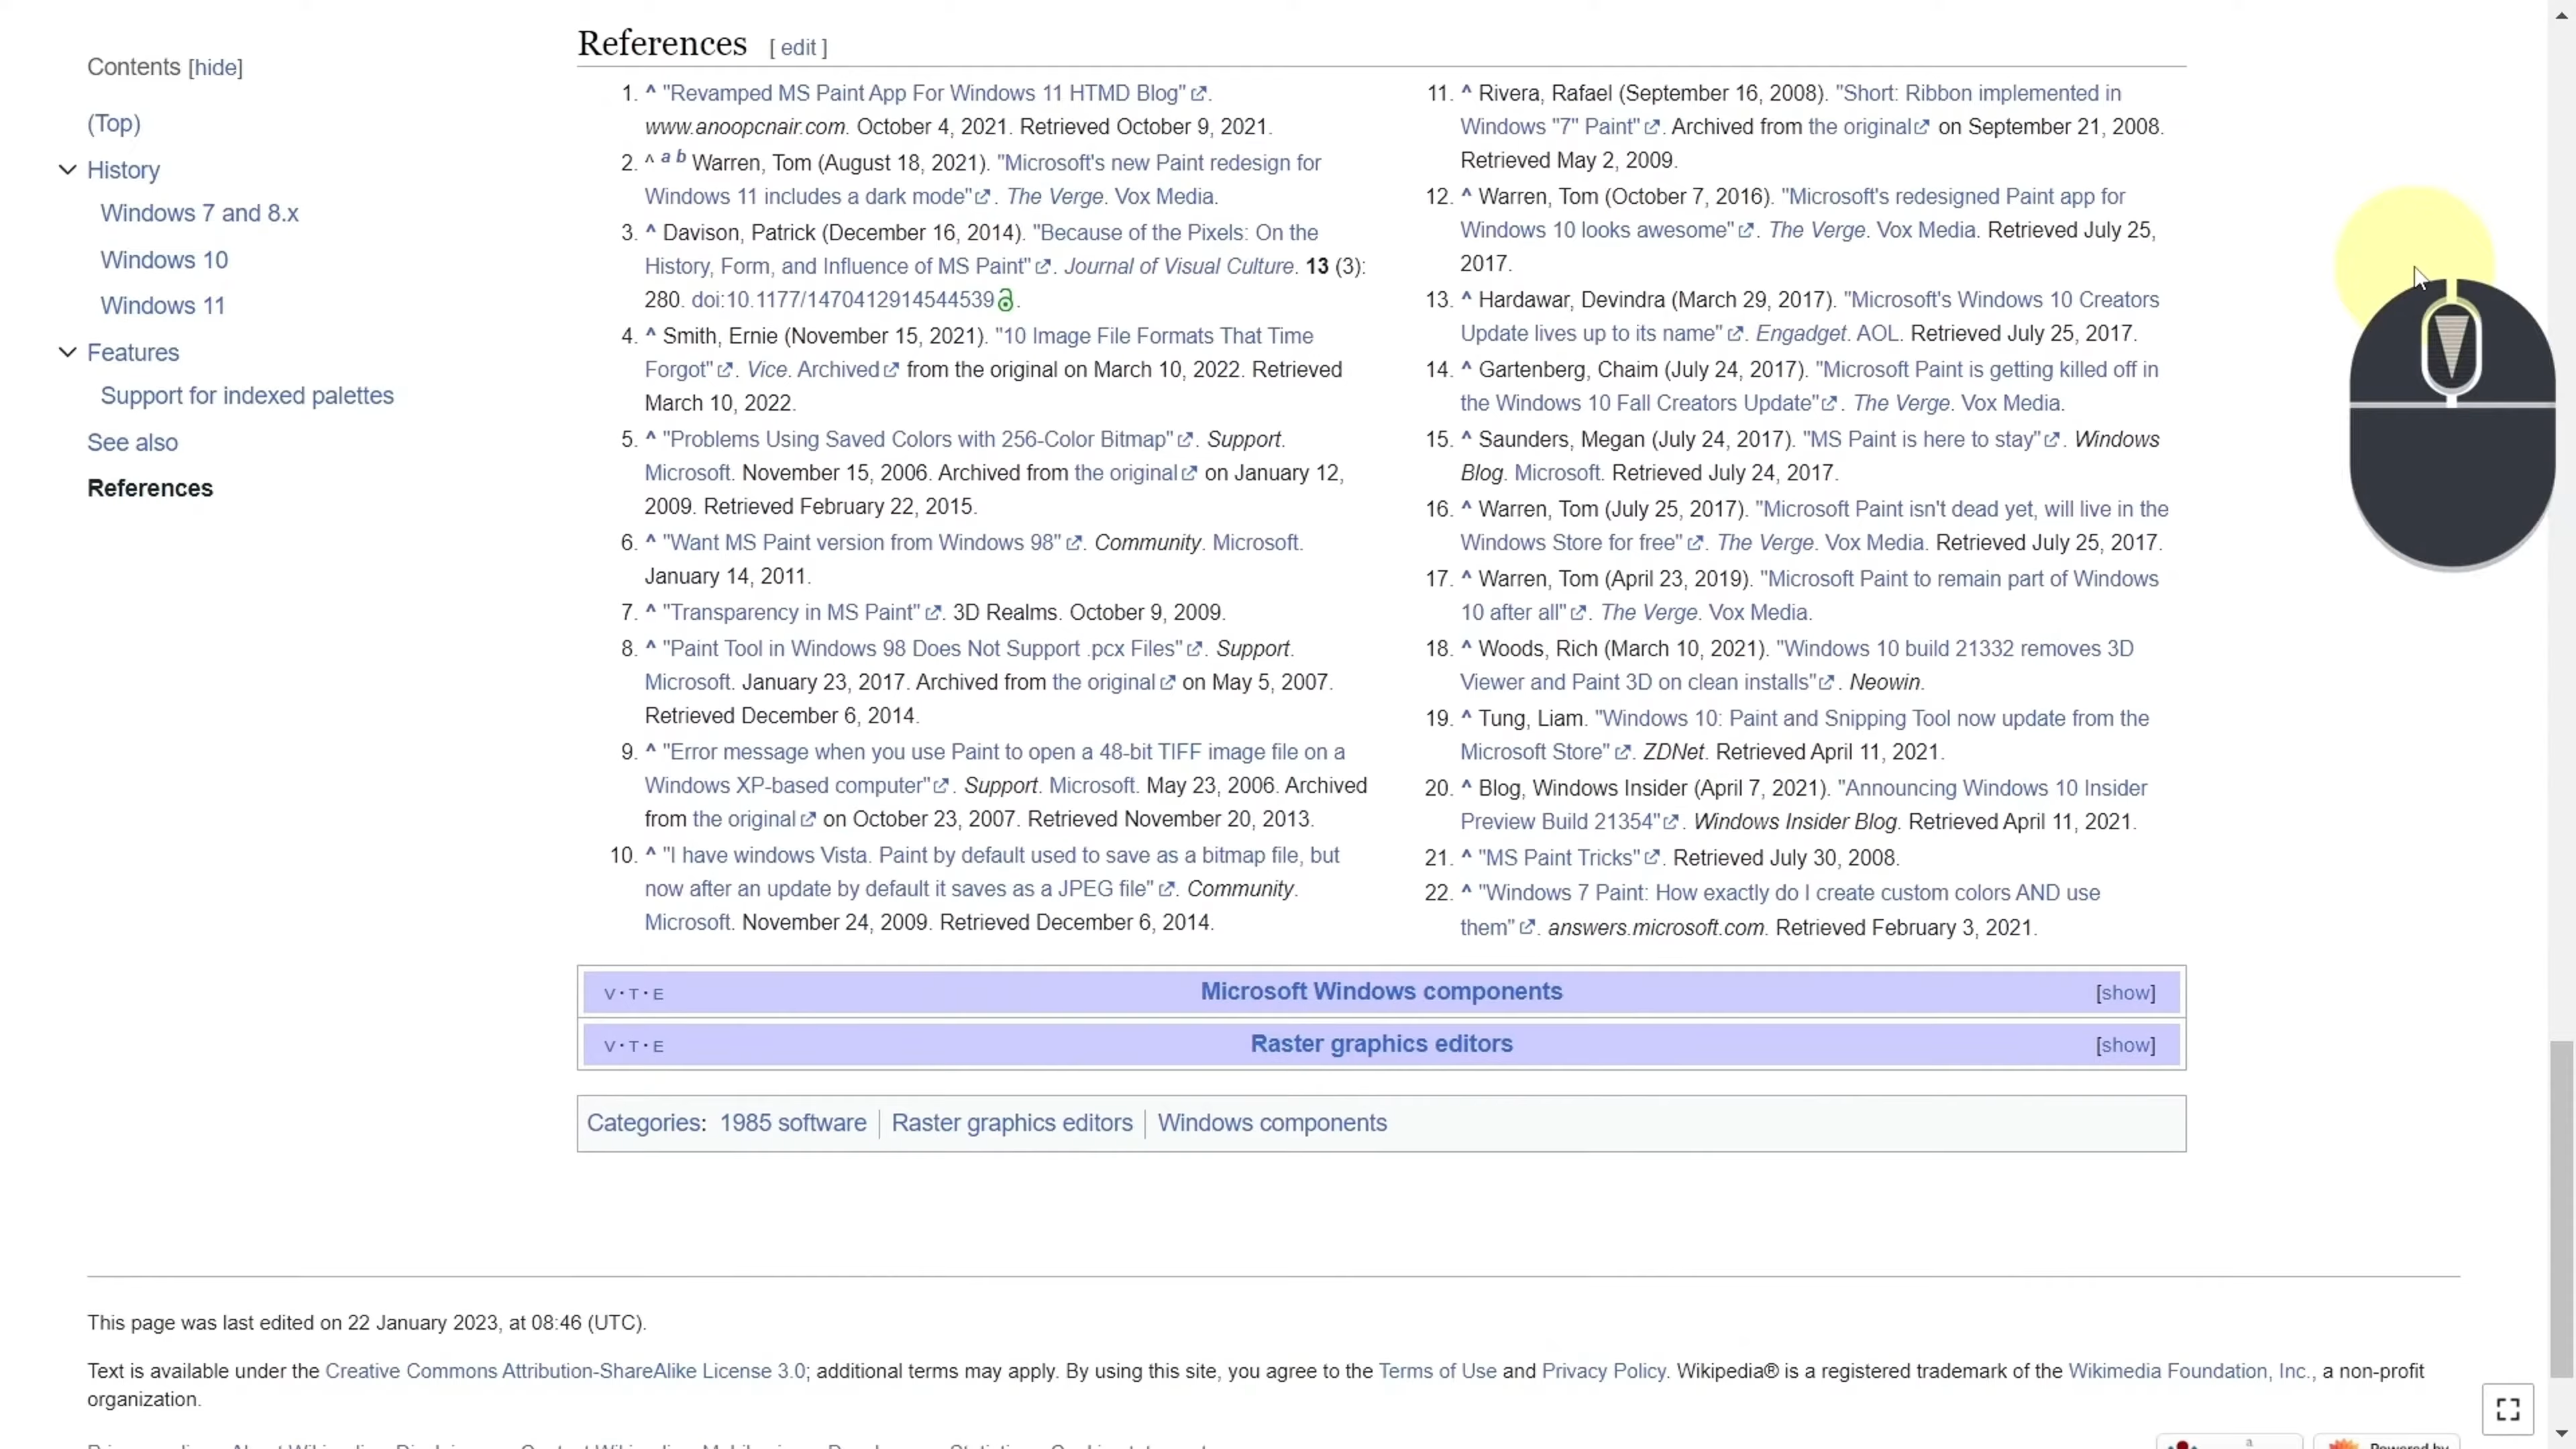 Contents [hide]
(Top)
History
Windows 7 and 8.x
Windows 10
Windows 11
Features
Support for indexed palettes
See also
References
References [ edit ]
1. ^ "Revamped MS Paint App For Windows 11 HTMD Blog".
www.anoopcnair.com. October 4, 2021. Retrieved October 9, 2021.
2. ^ a b Warren, Tom (August 18, 2021). "Microsoft's new Paint redesign for
Windows 11 includes a dark mode". The Verge. Vox Media.
3. ^ Davison, Patrick (December 16, 2014). "Because of the Pixels: On the
History, Form, and Influence of MS Paint". Journal of Visual Culture. 13 (3):
280. doi:10.1177/1470412914544539.
4. ^ Smith, Ernie (November 15, 2021). "10 Image File Formats That Time
Forgot". Vice. Archived from the original on March 10, 2022. Retrieved
March 10, 2022.
5. ^ "Problems Using Saved Colors with 256-Color Bitmap". Support.
Microsoft. November 15, 2006. Archived from the original on January 12,
2009. Retrieved February 22, 2015.
6. ^ "Want MS Paint version from Windows 98". Community. Microsoft.
January 14, 2011.
7. ^ "Transparency in MS Paint". 3D Realms. October 9, 2009.
8. ^ "Paint Tool in Windows 98 Does Not Support .pcx Files". Support.
Microsoft. January 23, 2017. Archived from the original on May 5, 2007.
Retrieved December 6, 2014.
9. ^ "Error message when you use Paint to open a 48-bit TIFF image file on a
Windows XP-based computer". Support. Microsoft. May 23, 2006. Archived
from the original on October 23, 2007. Retrieved November 20, 2013.
10. ^ "I have windows Vista. Paint by default used to save as a bitmap file, but
now after an update by default it saves as a JPEG file". Community.
Microsoft. November 24, 2009. Retrieved December 6, 2014.
11. ^ Rivera, Rafael (September 16, 2008). "Short: Ribbon implemented in
Windows "7" Paint". Archived from the original on September 21, 2008.
Retrieved May 2, 2009.
12. ^ Warren, Tom (October 7, 2016). "Microsoft's redesigned Paint app for
Windows 10 looks awesome". The Verge. Vox Media. Retrieved July 25,
2017.
13. ^ Hardawar, Devindra (March 29, 2017). "Microsoft's Windows 10 Creators
Update lives up to its name". Engadget. AOL. Retrieved July 25, 2017.
14. ^ Gartenberg, Chaim (July 24, 2017). "Microsoft Paint is getting killed off in
the Windows 10 Fall Creators Update". The Verge. Vox Media.
15. ^ Saunders, Megan (July 24, 2017). "MS Paint is here to stay". Windows
Blog. Microsoft. Retrieved July 24, 2017.
16. ^ Warren, Tom (July 25, 2017). "Microsoft Paint isn't dead yet, will live in the
Windows Store for free". The Verge. Vox Media. Retrieved July 25, 2017.
17. ^ Warren, Tom (April 23, 2019). "Microsoft Paint to remain part of Windows
10 after all". The Verge. Vox Media.
18. ^ Woods, Rich (March 10, 2021). "Windows 10 build 21332 removes 3D
Viewer and Paint 3D on clean installs". Neowin.
19. ^ Tung, Liam. "Windows 10: Paint and Snipping Tool now update from the
Microsoft Store". ZDNet. Retrieved April 11, 2021.
20. ^ Blog, Windows Insider (April 7, 2021). "Announcing Windows 10 Insider
Preview Build 21354". Windows Insider Blog. Retrieved April 11, 2021.
21. ^ "MS Paint Tricks". Retrieved July 30, 2008.
22. ^ "Windows 7 Paint: How exactly do I create custom colors AND use
them". answers.microsoft.com. Retrieved February 3, 2021.
V · T · E Microsoft Windows components [show]
V · T · E Raster graphics editors [show]
Categories: 1985 software | Raster graphics editors | Windows components
This page was last edited on 22 January 2023, at 08:46 (UTC).
Text is available under the Creative Commons Attribution-ShareAlike License 3.0; additional terms may apply. By using this site, you agree to the Terms of Use and Privacy Policy. Wikipedia® is a registered trademark of the Wikimedia Foundation, Inc., a non-profit
organization.